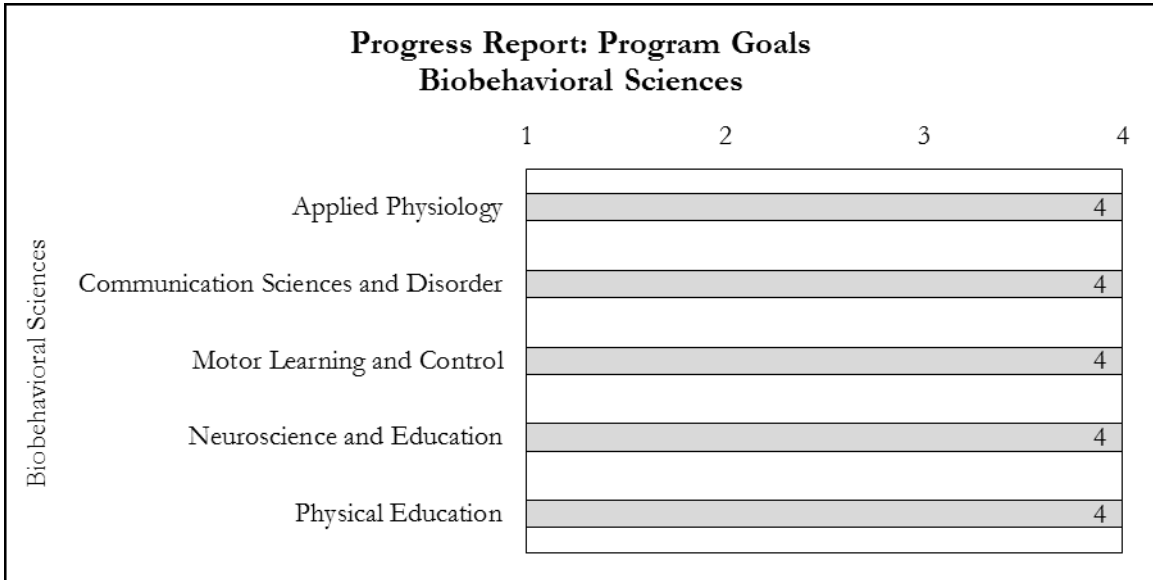 Progress Report: Program Goals
Biobehavioral Sciences
1 2 3 4
Biobehavioral Sciences
Applied Physiology 4
Communication Sciences and Disorder 4
Motor Learning and Control 4
Neuroscience and Education 4
Physical Education 4